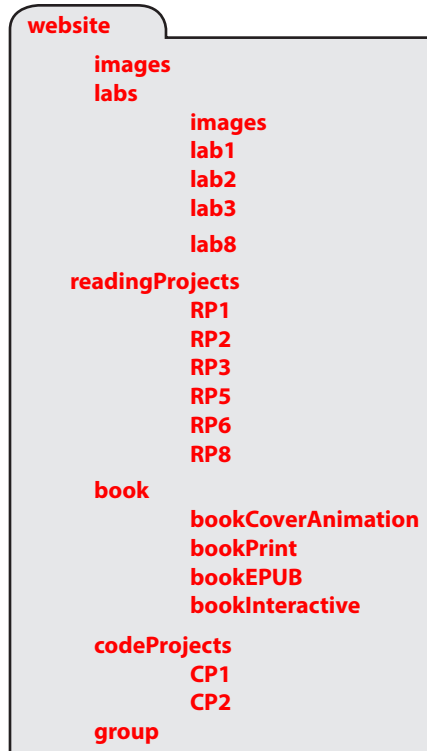 website
images
labs
images
lab1
lab2
lab3
lab8
readingProjects
RP1
RP2
RP3
RP5
RP6
RP8
book
bookCoverAnimation
bookPrint
bookEPUB
bookInteractive
codeProjects
CP1
CP2
group